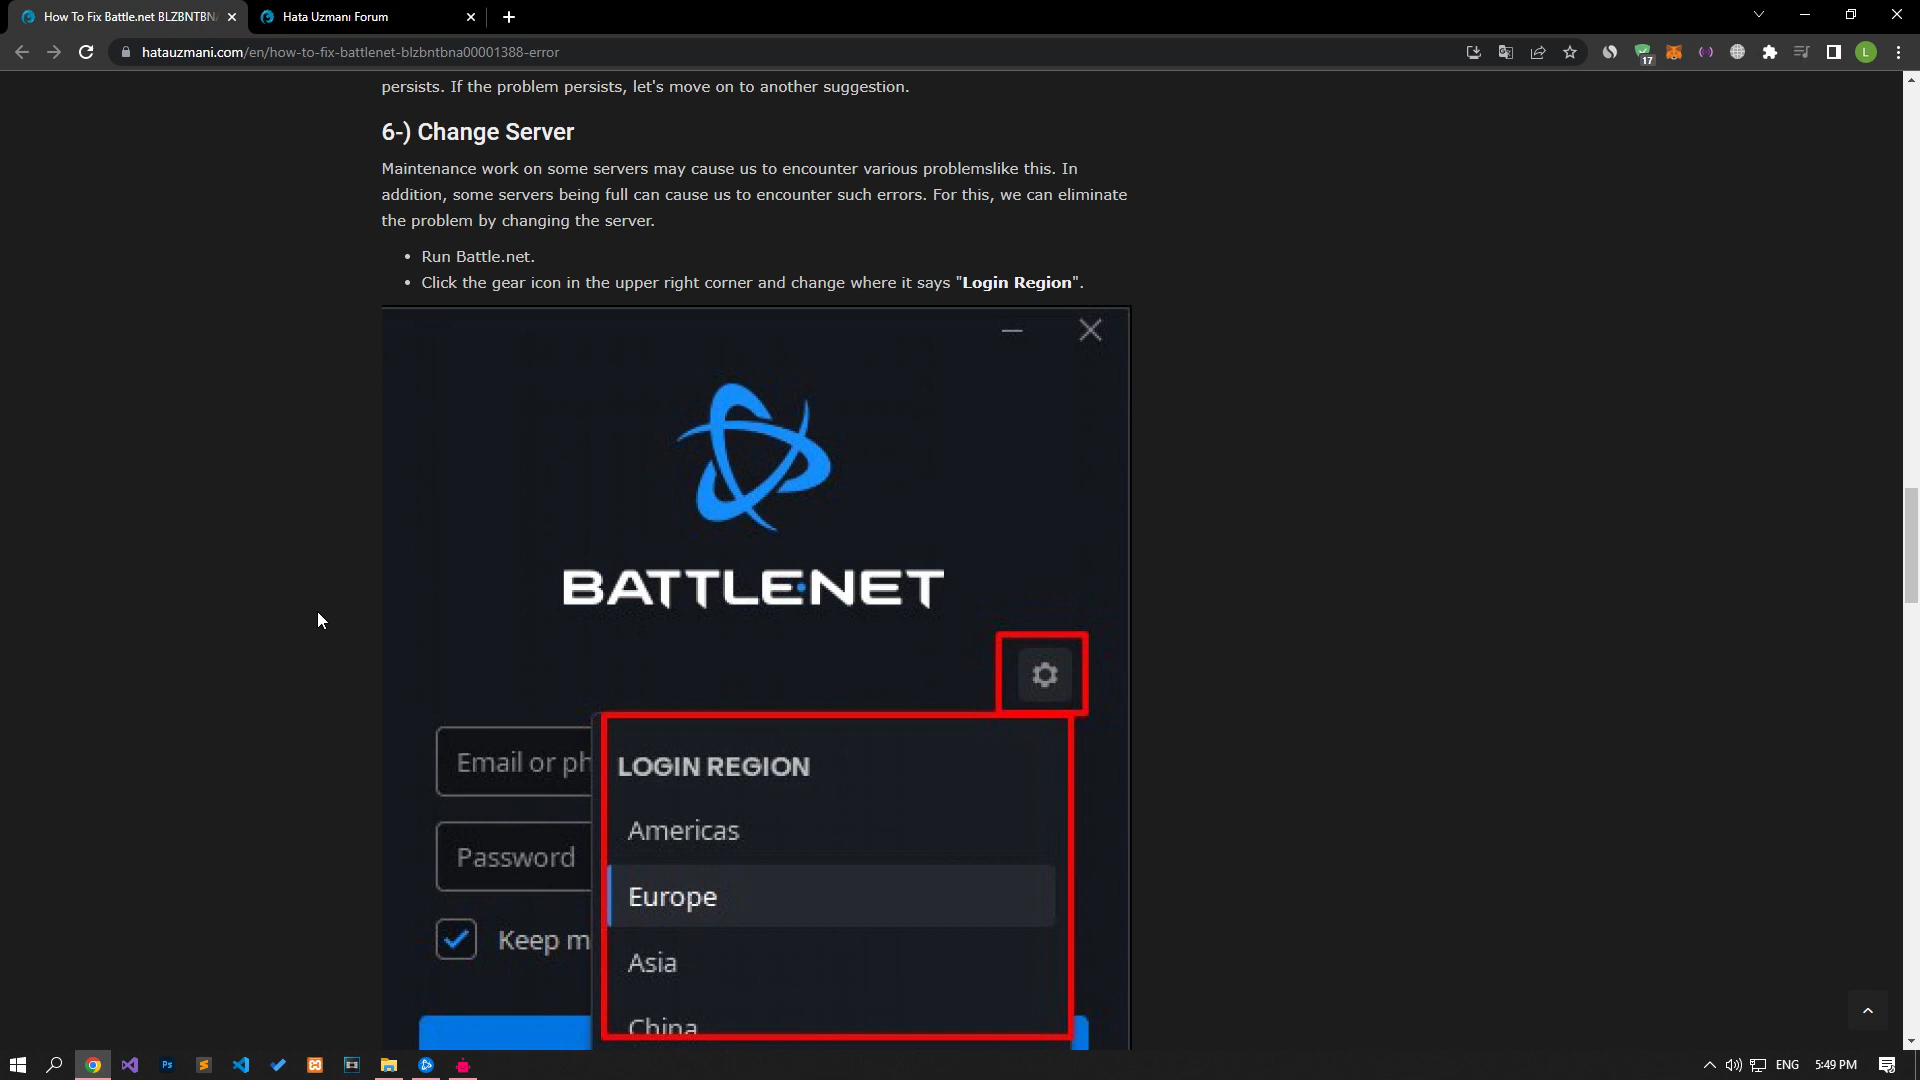 How To Fix Battle.net BLZBNTBN
Hata Uzmanı Forum
hatauzmani.com/en/how-to-fix-battlenet-blzbntbna00001388-error
17
L
persists. If the problem persists, let's move on to another suggestion.
6-) Change Server
Maintenance work on some servers may cause us to encounter various problemslike this. In
addition, some servers being full can cause us to encounter such errors. For this, we can eliminate
the problem by changing the server.
• Run Battle.net.
• Click the gear icon in the upper right corner and change where it says "Login Region".
BATTLE.NET
Email or ph
LOGIN REGION
Americas
Password
Europe
Keep m
Asia
China
Ps
ENG
5:49 PM